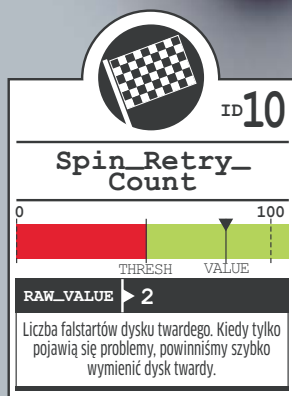 ID10
Spin_Retry_
Count
0 100
THRESH VALUE
RAW_VALUE 2
Liczba falstartów dysku twardego. Kiedy tylko
pojawią się problemy, powinniśmy szybko
wymienić dysk twardy.